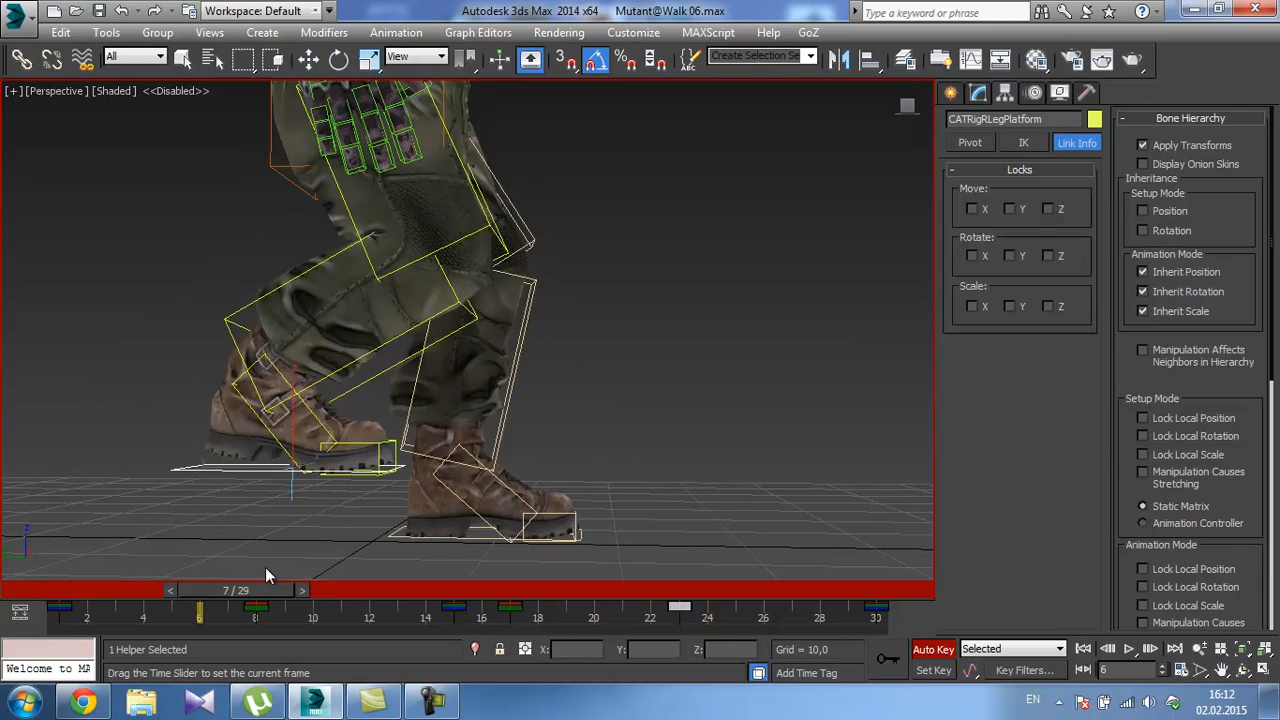 Workspace: Default
Autodesk 3ds Max 2014 x64
Mutant@Walk 06.max
Type a keyword or phrase
Edit Tools Group Views Create Modifiers Animation Graph Editors Rendering Customize MAXScript Help GoZ
All
View
3
Create Selection Se
[+] [Perspective] [Shaded] <<Disabled>>
CATRigRLegPlatform
Pivot IK Link Info
- Locks
Move:
X Y Z
Rotate:
X Y Z
Scale:
X Y Z
- Bone Hierarchy
Apply Transforms
Display Onion Skins
Inheritance
Setup Mode
Position
Rotation
Animation Mode
Inherit Position
Inherit Rotation
Inherit Scale
Manipulation Affects
Neighbors in Hierarchy
Setup Mode
Lock Local Position
Lock Local Rotation
Lock Local Scale
Manipulation Causes
Stretching
Static Matrix
Animation Controller
Animation Mode
Lock Local Position
Lock Local Rotation
Lock Local Scale
Manipulation Causes
z
< 7 / 29 >
2 4 6 8 10 12 14 16 18 20 22 24 26 28 30
1 Helper Selected
X: Y: Z:
Grid = 10,0
Auto Key
Selected
Welcome to MA
Drag the Time Slider to set the current frame
Add Time Tag
Set Key
Key Filters...
6
EN
16:12
02.02.2015